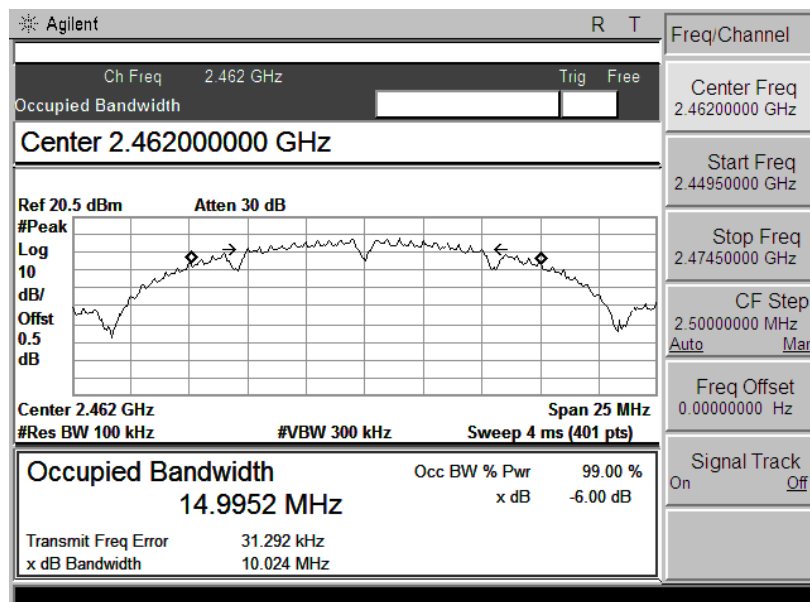 Agilent R T
Freq/Channel
Ch Freq 2.462 GHz Trig Free
Occupied Bandwidth
Center 2.462000000 GHz
Ref 20.5 dBm Atten 30 dB
#Peak
Log
10
dB/
Offst
0.5
dB
Center 2.462 GHz Span 25 MHz
#Res BW 100 kHz #VBW 300 kHz Sweep 4 ms (401 pts)
Occupied Bandwidth
14.9952 MHz
Occ BW % Pwr 99.00 %
x dB -6.00 dB
Transmit Freq Error 31.292 kHz
x dB Bandwidth 10.024 MHz
Center Freq
2.46200000 GHz
Start Freq
2.44950000 GHz
Stop Freq
2.47450000 GHz
CF Step
2.50000000 MHz
Auto Mar
Freq Offset
0.00000000 Hz
Signal Track
On Off